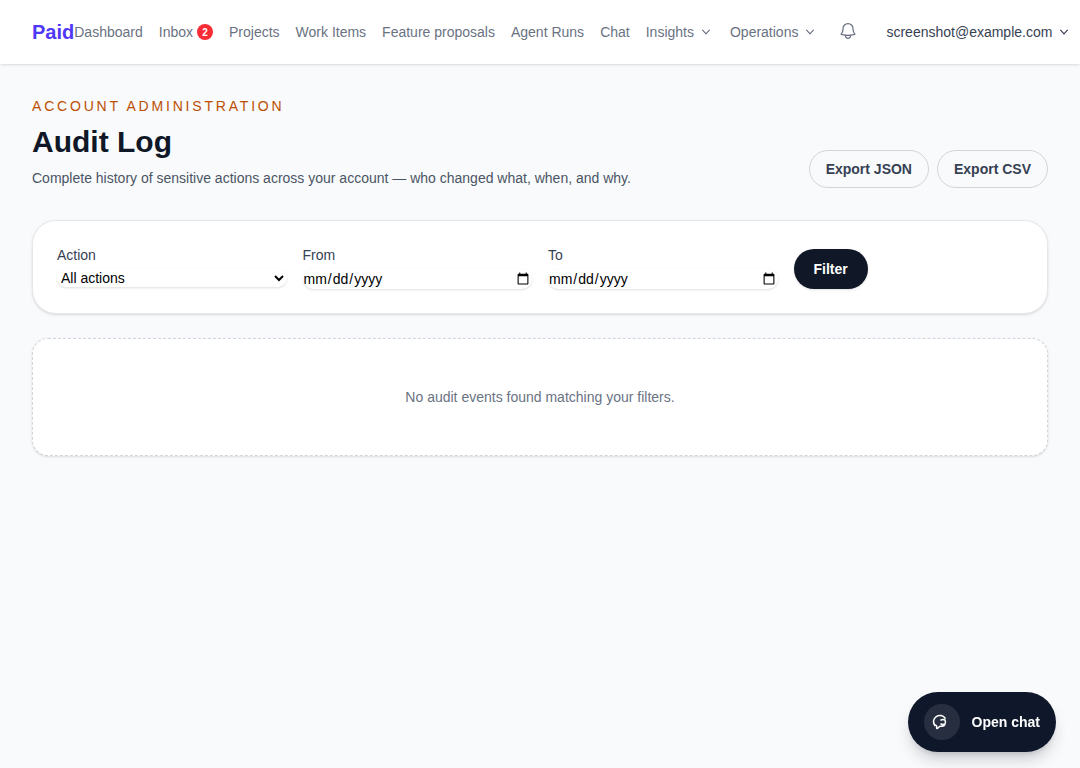 Paid Dashboard Inbox 2 Projects Work Items Feature proposals Agent Runs Chat Insights Operations screenshot@example.com
ACCOUNT ADMINISTRATION
Audit Log
Complete history of sensitive actions across your account — who changed what, when, and why.
Export JSON Export CSV
Action From To
All actions mm/dd/yyyy mm/dd/yyyy Filter
No audit events found matching your filters.
Open chat